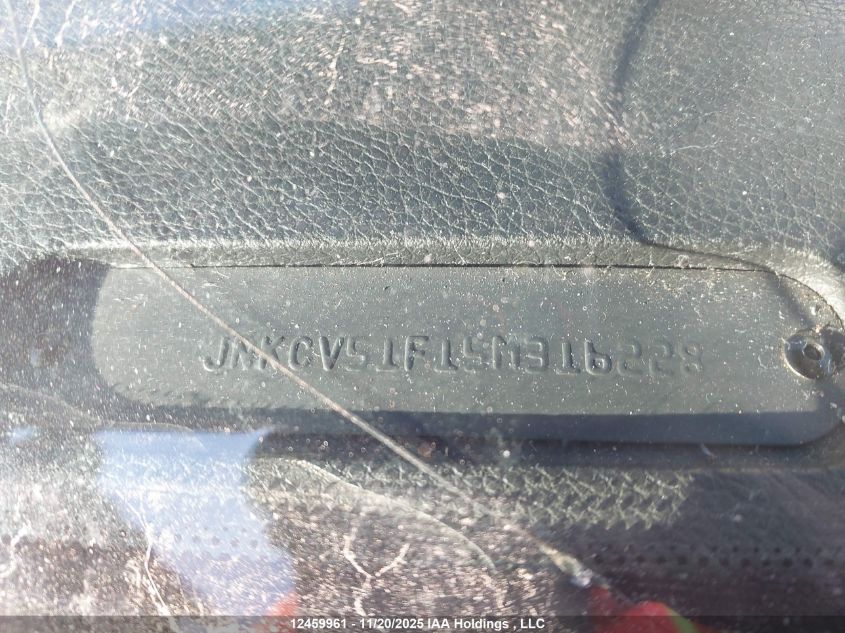 JNKCV51F15M316228
12459961 - 11/20/2025 IAA Holdings , LLC